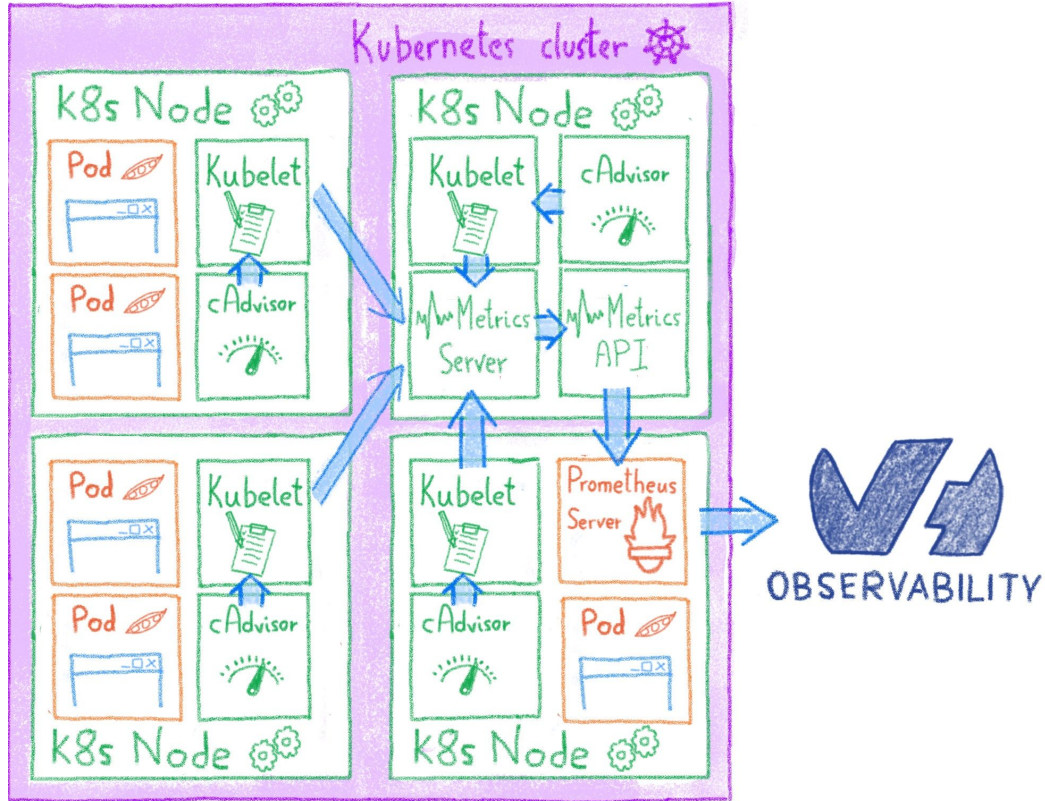 Kubernetes cluster
K8s Node
Pod
Kubelet
Pod
cAdvisor
K8s Node
Kubelet
cAdvisor
Metrics
Server
Metrics
API
Pod
Kubelet
Pod
cAdvisor
K8s Node
Kubelet
Prometheus
Server
cAdvisor
Pod
K8s Node
OBSERVABILITY